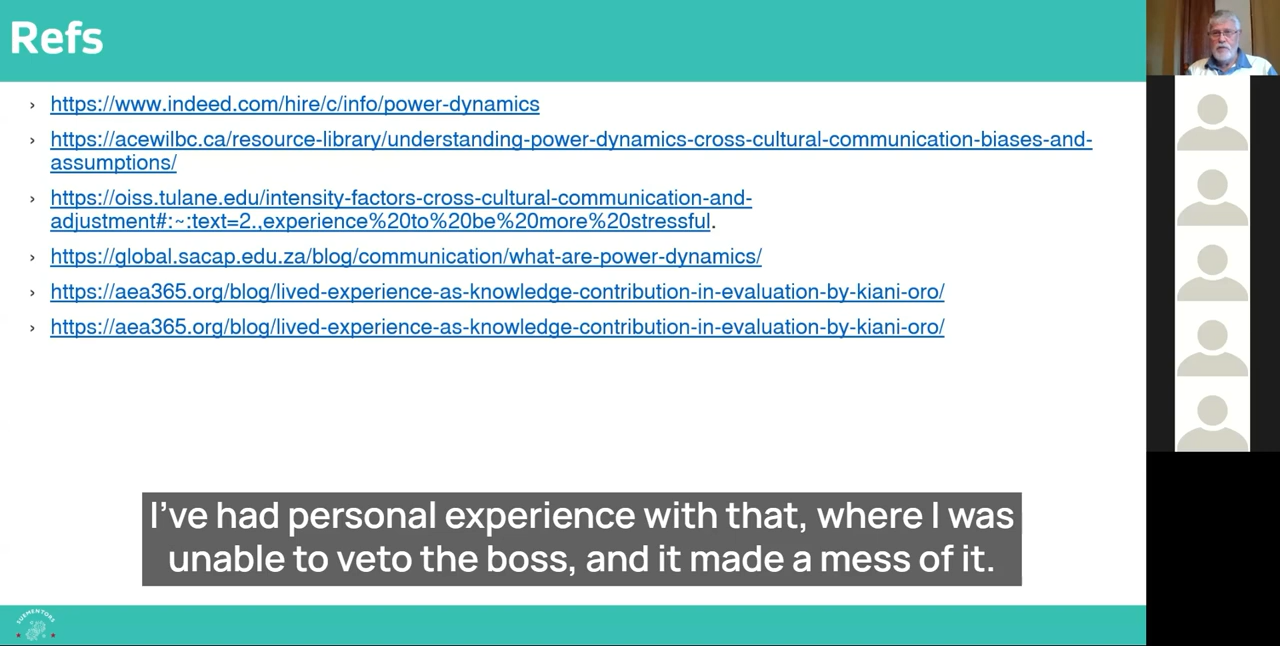 Refs
› https://www.indeed.com/hire/c/info/power-dynamics
› https://acewilbc.ca/resource-library/understanding-power-dynamics-cross-cultural-communication-biases-and-
assumptions/
› https://oiss.tulane.edu/intensity-factors-cross-cultural-communication-and-
adjustment#:~:text=2.,experience%20to%20be%20more%20stressful.
› https://global.sacap.edu.za/blog/communication/what-are-power-dynamics/
› https://aea365.org/blog/lived-experience-as-knowledge-contribution-in-evaluation-by-kiani-oro/
› https://aea365.org/blog/lived-experience-as-knowledge-contribution-in-evaluation-by-kiani-oro/
I’ve had personal experience with that, where I was
unable to veto the boss, and it made a mess of it.